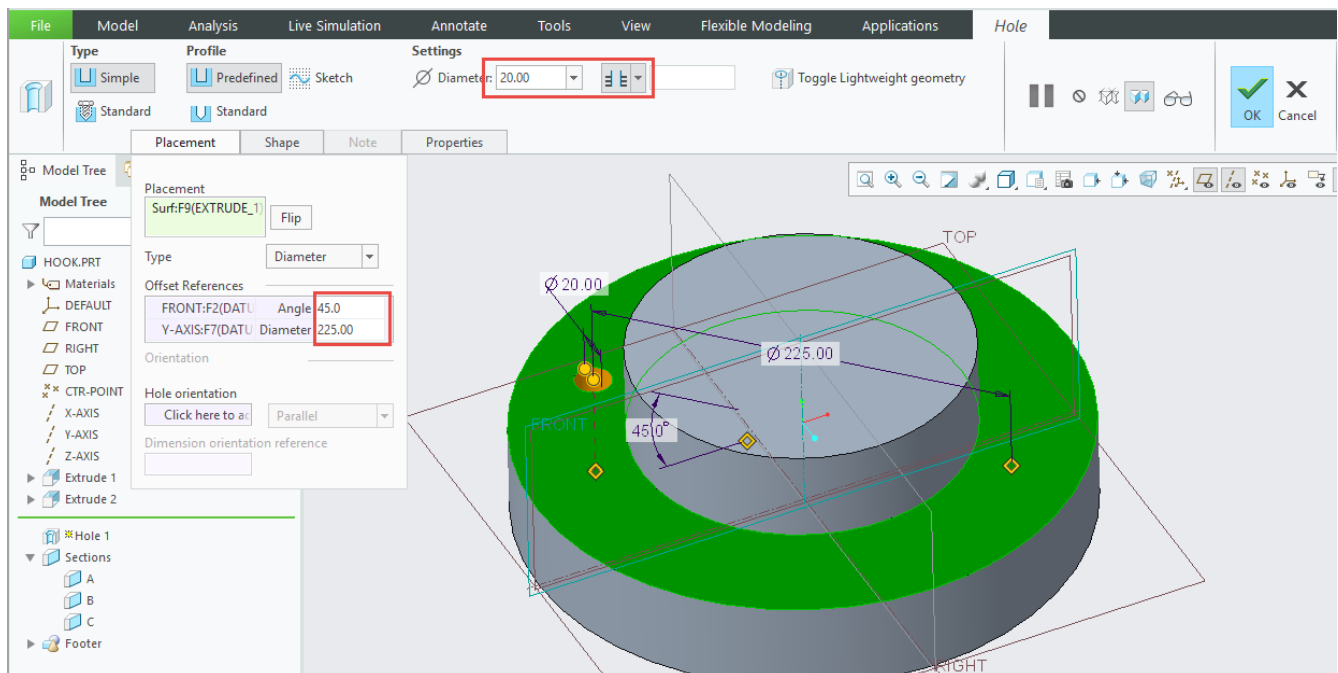 File Model Analysis Live Simulation Annotate Tools View Flexible Modeling Applications Hole
Type Profile Settings
Simple Predefined Sketch Diameter: 20.00 Toggle Lightweight geometry
Standard Standard
OK Cancel
Placement Shape Note Properties
Model Tree
Model Tree
HOOK.PRT
Materials
DEFAULT
FRONT
RIGHT
TOP
CTR-POINT
X-AXIS
Y-AXIS
Z-AXIS
Extrude 1
Extrude 2
Hole 1
Sections
A
B
C
Footer
Placement
Surf:F9(EXTRUDE_1)
Flip
Type Diameter
Offset References
FRONT:F2(DATU Angle 45.0
Y-AXIS:F7(DATU Diameter 225.00
Orientation
Hole orientation
Click here to ac Parallel
Dimension orientation reference
TOP
Ø 20.00
Ø 225.00
FRONT
45.0°
RIGHT